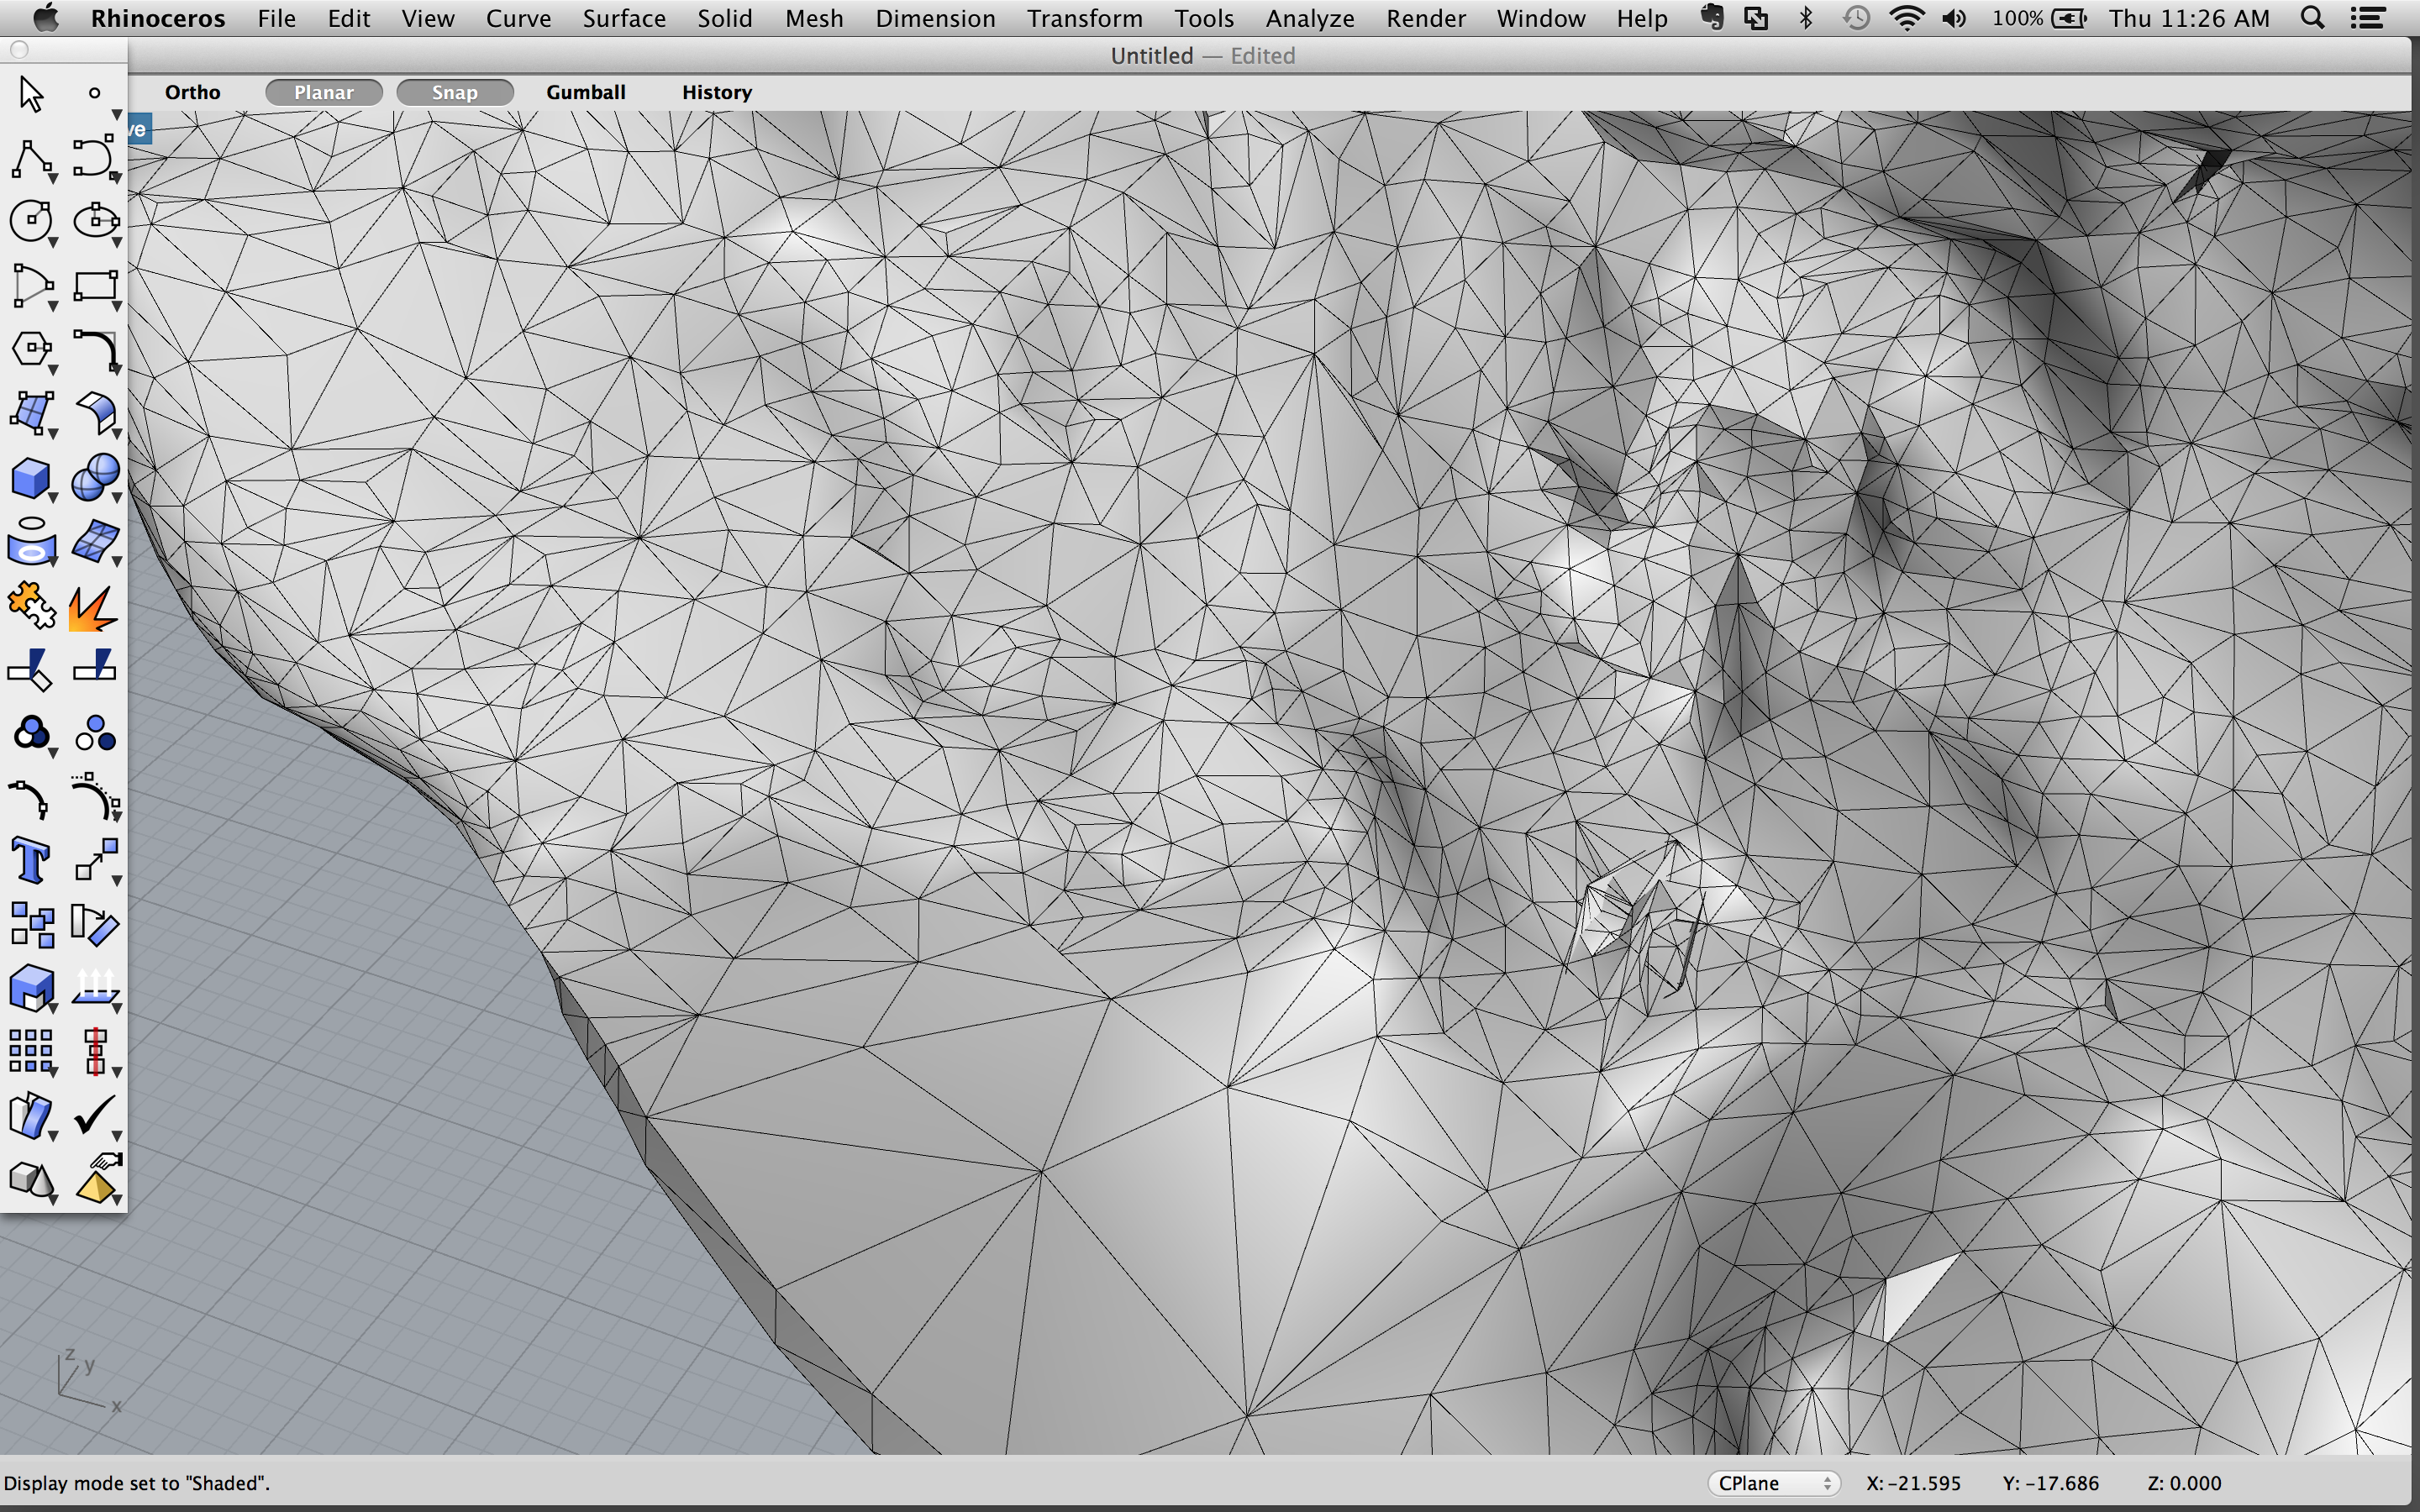 Rhinoceros File Edit View Curve Surface Solid Mesh Dimension Transform Tools Analyze Render Window Help 100% Thu 11:26 AM
Untitled — Edited
Ortho Planar Snap Gumball History
ve
z
y
x
Display mode set to "Shaded". CPlane X: -21.595 Y: -17.686 Z: 0.000